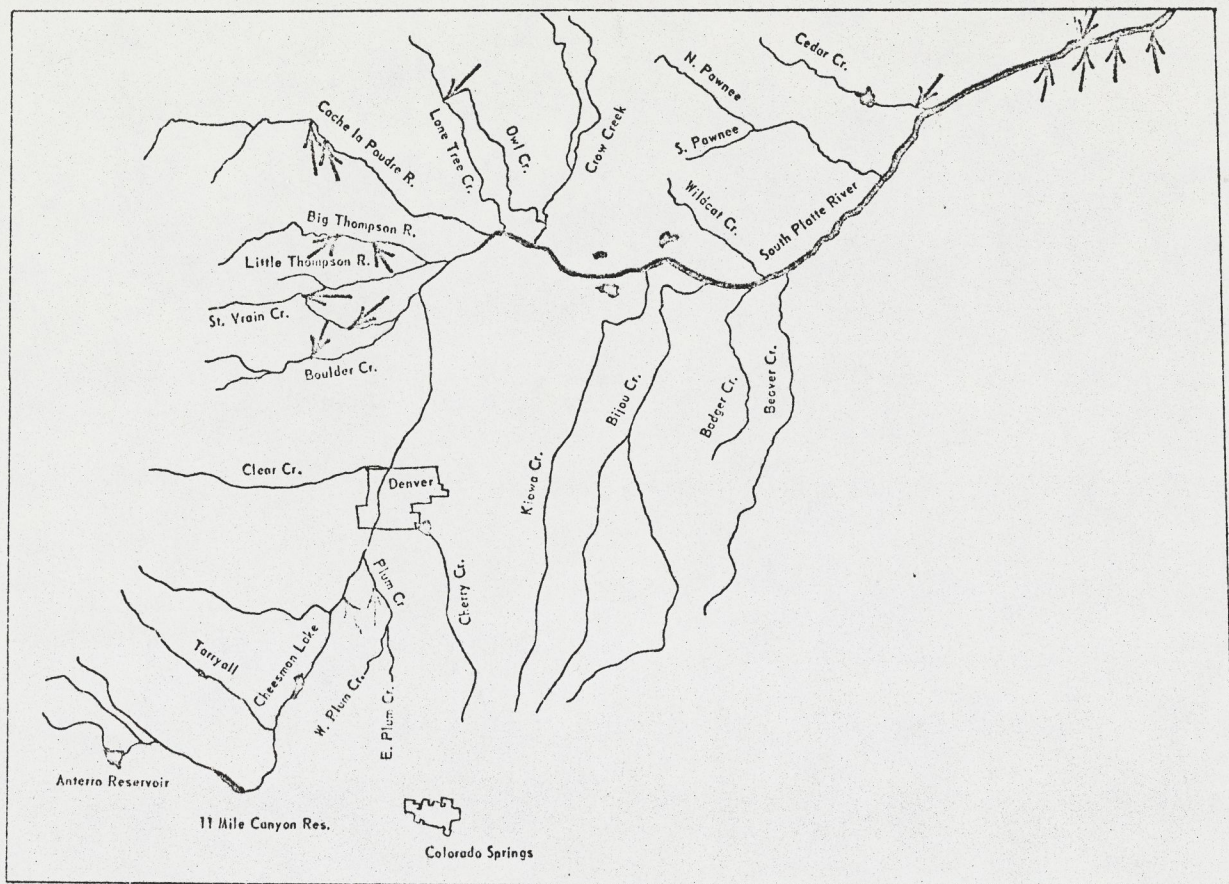 Cedar Cr.
N. Pawnee
S. Pawnee
Cache la Poudre R.
Lone Tree Cr.
Owl Cr.
Crow Creek
Wildcat Cr.
South Platte River
Big Thompson R.
Little Thompson R.
St. Vrain Cr.
Boulder Cr.
Clear Cr.
Denver
Kiowa Cr.
Bijou Cr.
Badger Cr.
Beaver Cr.
Plum Cr
Cherry Cr.
Tarryall
Cheesman Lake
W. Plum Cr.
E. Plum Cr.
Anterro Reservoir
11 Mile Canyon Res.
Colorado Springs